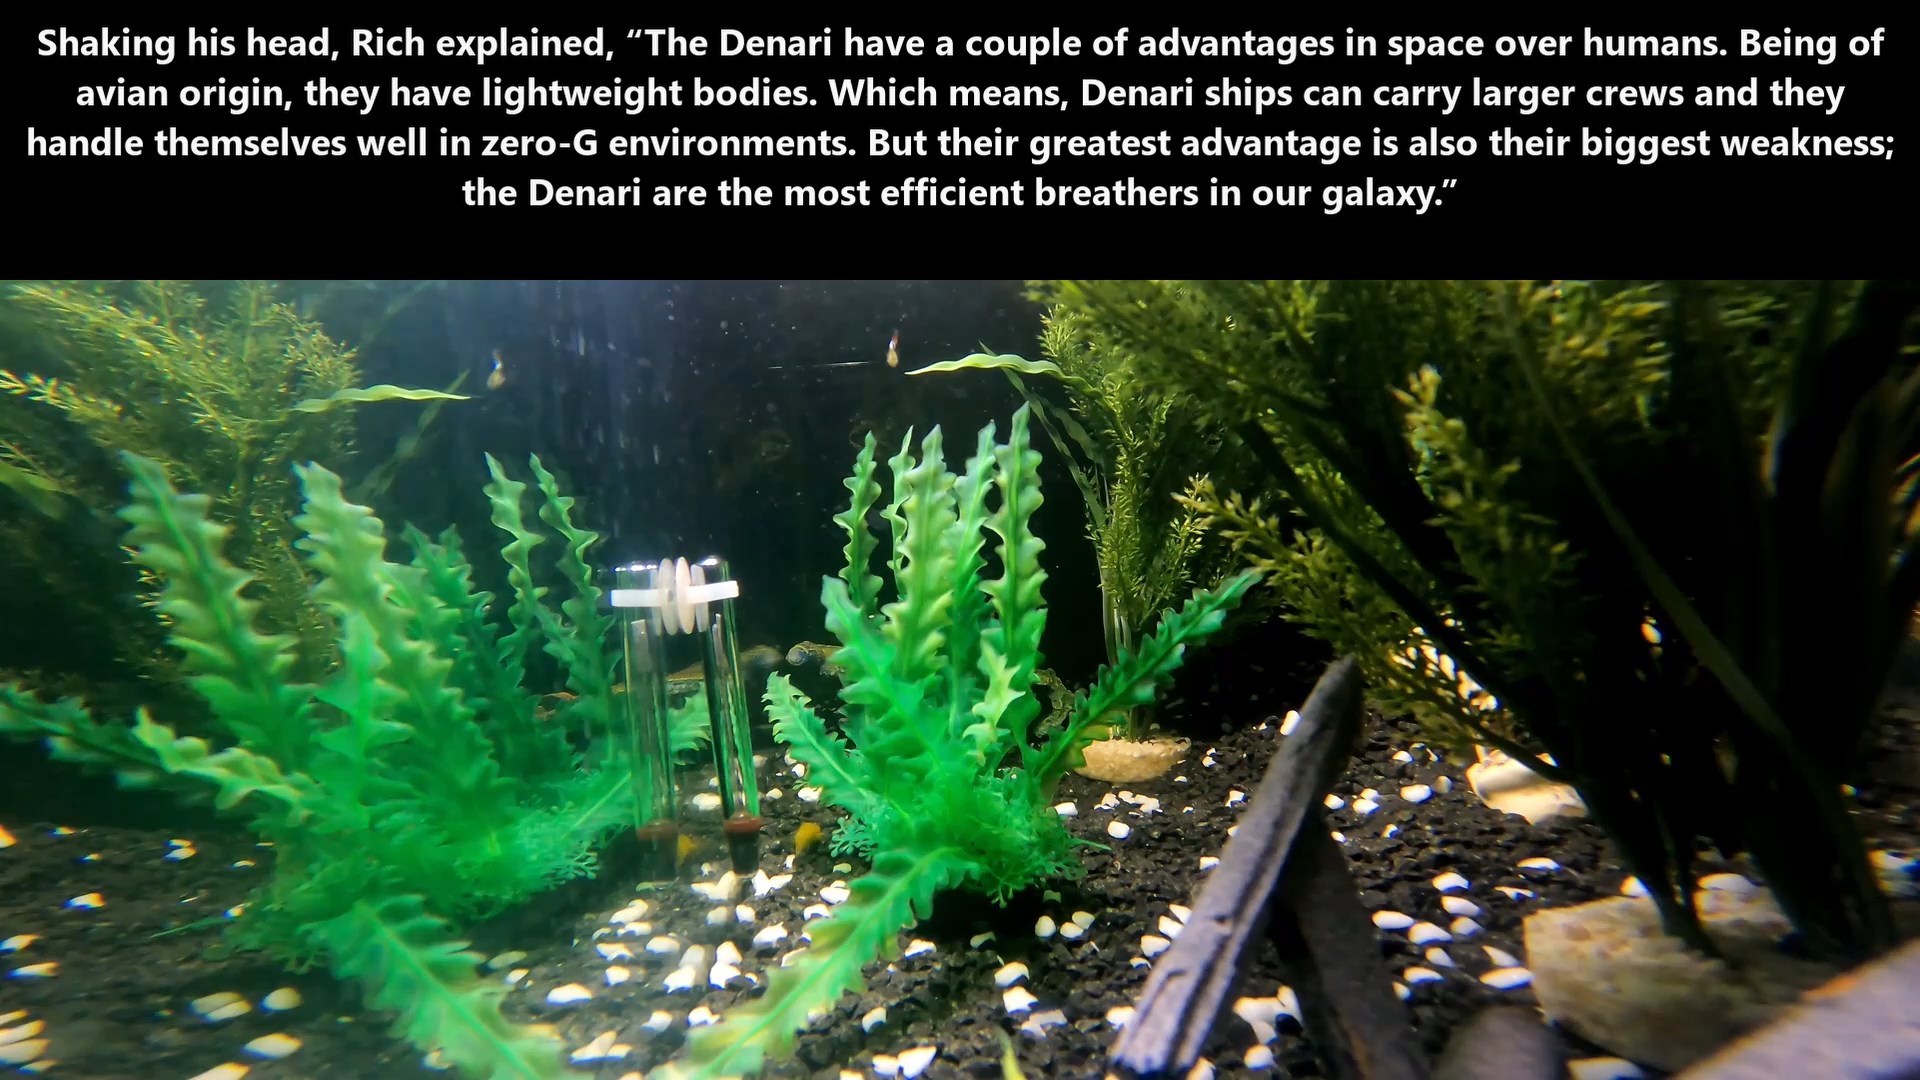 Shaking his head, Rich explained, “The Denari have a couple of advantages in space over humans. Being of
avian origin, they have lightweight bodies. Which means, Denari ships can carry larger crews and they
handle themselves well in zero-G environments. But their greatest advantage is also their biggest weakness;
the Denari are the most efficient breathers in our galaxy.”